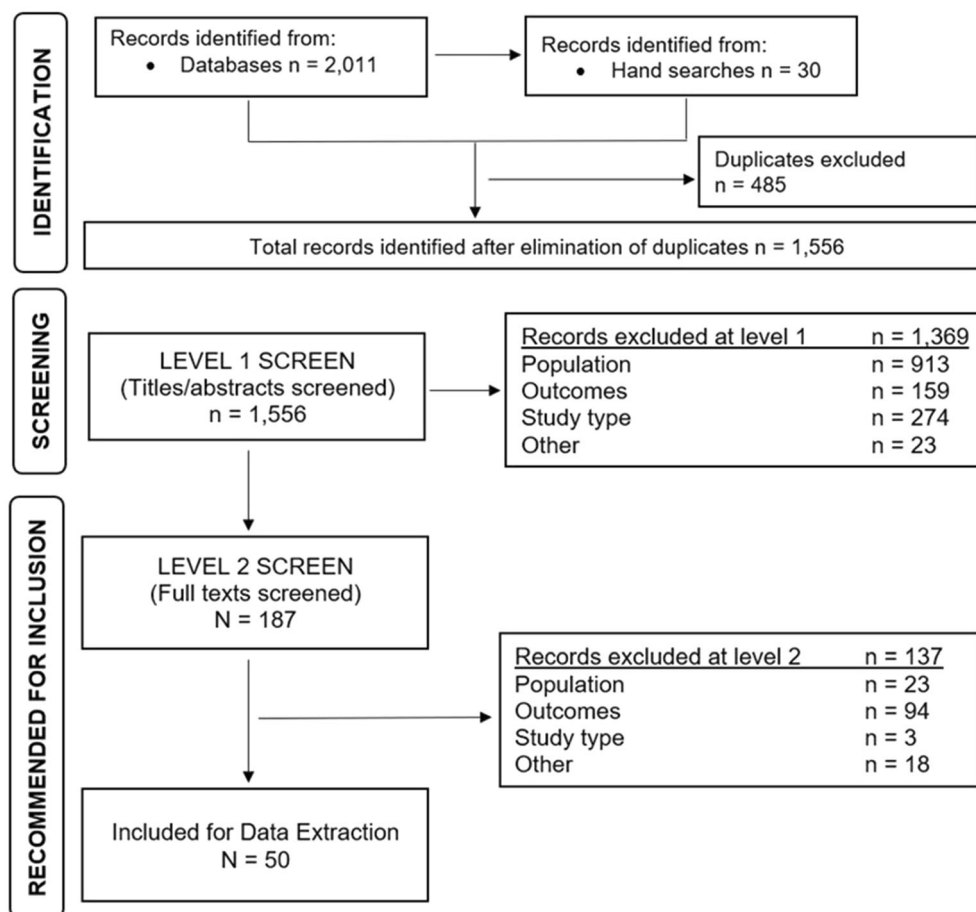 IDENTIFICATION
Records identified from:
• Databases n = 2,011
Records identified from:
• Hand searches n = 30
Duplicates excluded
n = 485
Total records identified after elimination of duplicates n = 1,556
SCREENING
LEVEL 1 SCREEN
(Titles/abstracts screened)
n = 1,556
Records excluded at level 1 n = 1,369
Population n = 913
Outcomes n = 159
Study type n = 274
Other n = 23
RECOMMENDED FOR INCLUSION
LEVEL 2 SCREEN
(Full texts screened)
N = 187
Records excluded at level 2 n = 137
Population n = 23
Outcomes n = 94
Study type n = 3
Other n = 18
Included for Data Extraction
N = 50